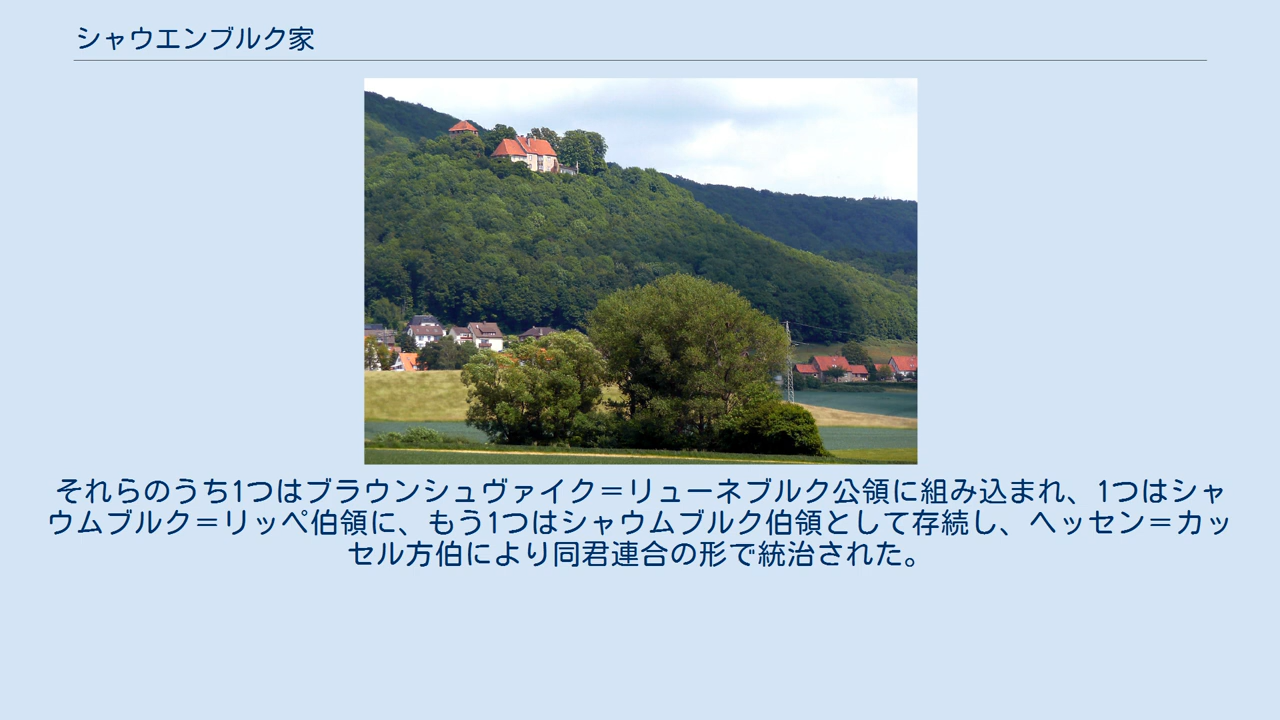 シャウエンブルク家
それらのうち1つはブラウンシュヴァイク＝リューネブルク公領に組み込まれ、1つはシャ
ウムブルク＝リッペ伯領に、もう1つはシャウムブルク伯領として存続し、ヘッセン＝カッ
セル方伯により同君連合の形で統治された。